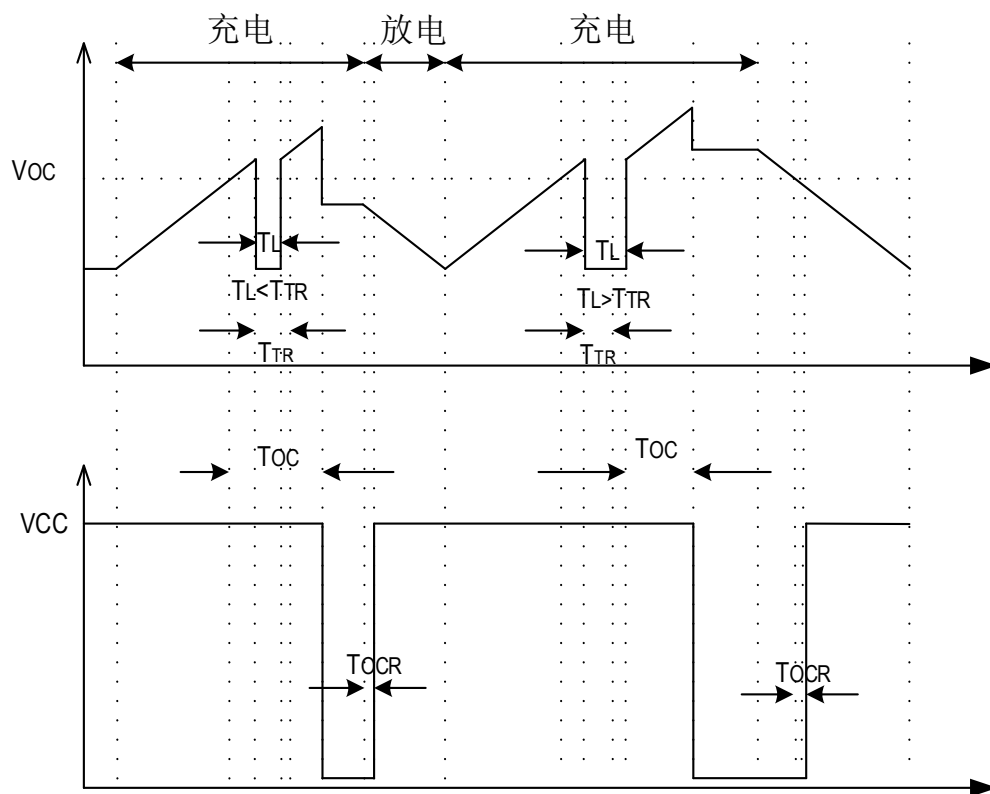 充电 放电 充电
VOC
TL TL
TL<TTR TL>TTR
TTR TTR
TOC TOC
VCC
TOCR TOCR